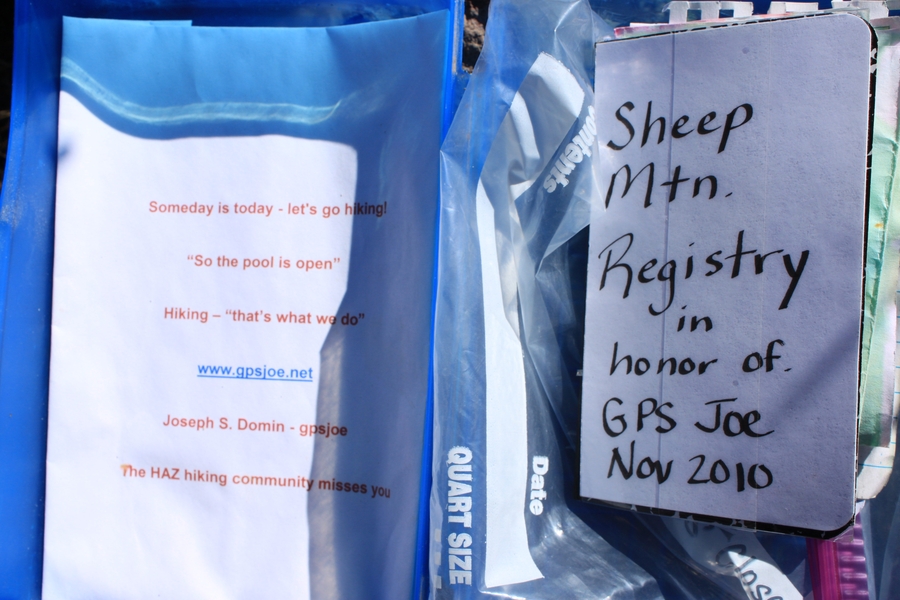 Someday is today - let's go hiking!
“So the pool is open”
Hiking – “that’s what we do”
www.gpsjoe.net
Joseph S. Domin - gpsjoe
The HAZ hiking community misses you
Contents
QUART SIZE
Date
Sheep
Mtn.
Registry
in
honor of.
GPS Joe
Nov 2010